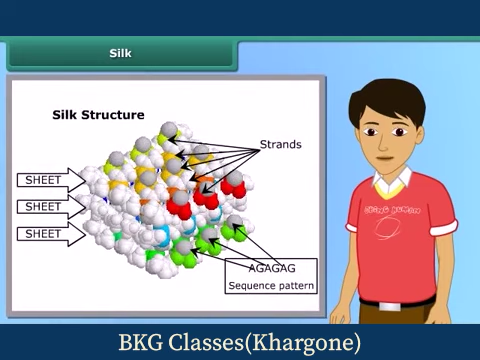 Silk
Silk Structure
Strands
SHEET
SHEET
SHEET
AGAGAG
Sequence pattern
BKG Classes(Khargone)